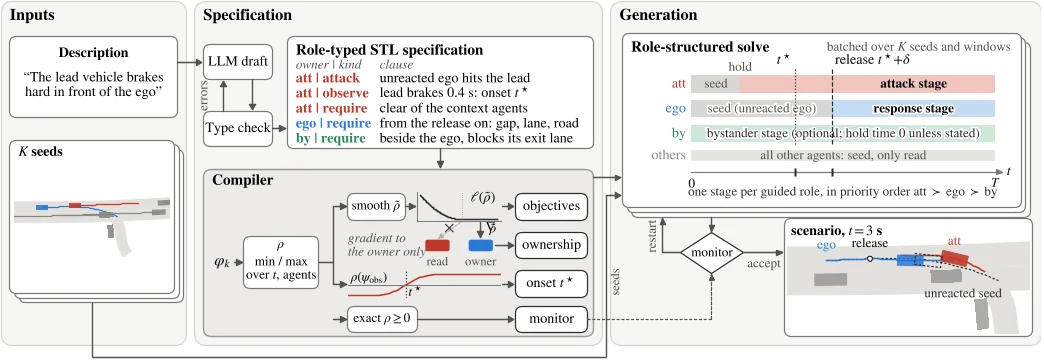 Inputs
Description
“The lead vehicle brakes
hard in front of the ego”
K seeds
Specification
LLM draft
errors
Type check
Role-typed STL specification
owner | kind clause
att | attack unreacted ego hits the lead
att | observe lead brakes 0.4 s: onset t⋆
att | require clear of the context agents
ego | require from the release on: gap, lane, road
by | require beside the ego, blocks its exit lane
Compiler
φk
ρ
min / max
over t, agents
smooth ρ̃
ℓ(ρ̃)
objectives
gradient to
the owner only
×
∇ρ̃
read
owner
ownership
ρ(ψobs)
t⋆
onset t⋆
exact ρ ≥ 0
monitor
seeds
Generation
Role-structured solve
batched over K seeds and windows
hold
t⋆
release t⋆+δ
att
seed
attack stage
ego
seed (unreacted ego)
response stage
by
bystander stage (optional; hold time 0 unless stated)
others
all other agents: seed, only read
t
0
T
one stage per guided role, in priority order att ≻ ego ≻ by
restart
monitor
accept
scenario, t = 3 s
ego
release
att
unreacted seed